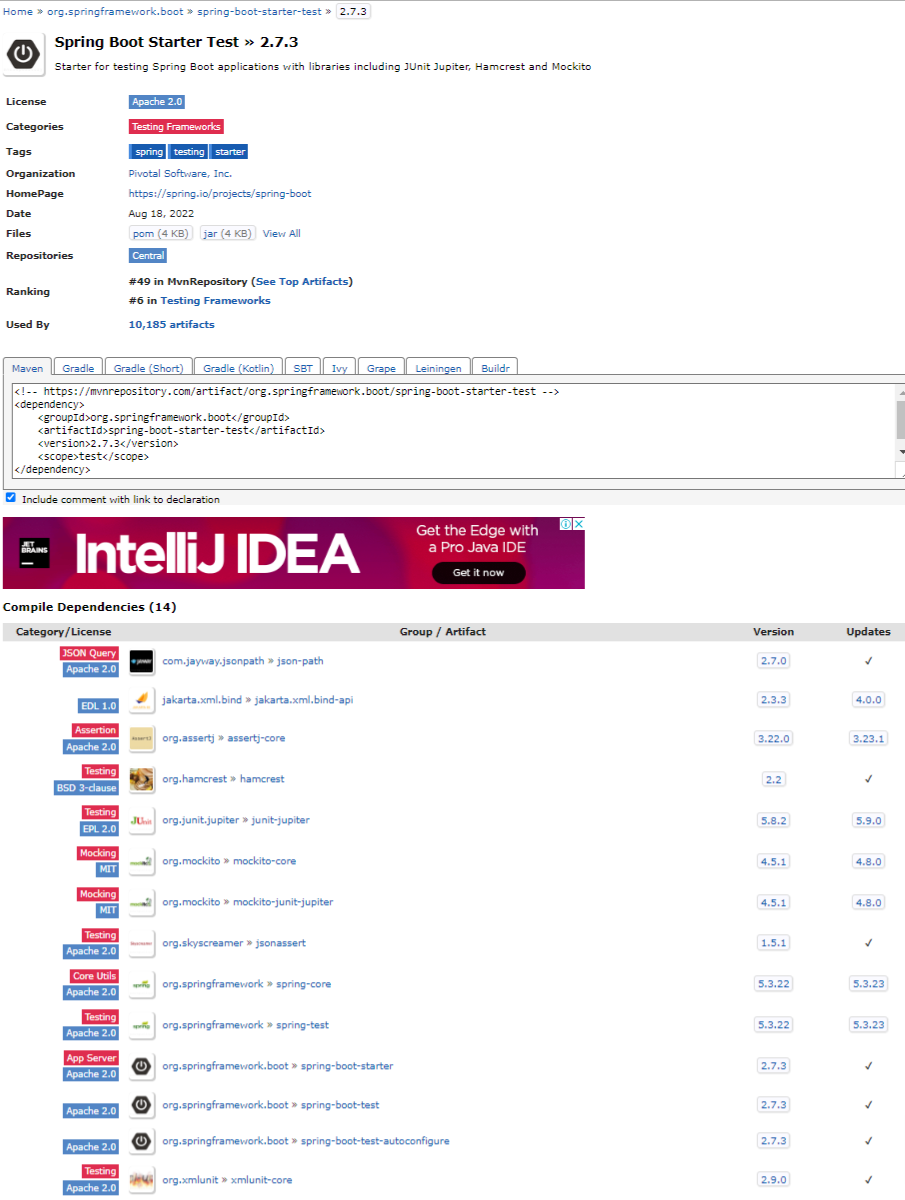 Home » org.springframework.boot » spring-boot-starter-test » 2.7.3
Spring Boot Starter Test » 2.7.3
Starter for testing Spring Boot applications with libraries including JUnit Jupiter, Hamcrest and Mockito
License Apache 2.0
Categories Testing Frameworks
Tags spring testing starter
Organization Pivotal Software, Inc.
HomePage https://spring.io/projects/spring-boot
Date Aug 18, 2022
Files pom (4 KB) jar (4 KB) View All
Repositories Central
Ranking
#49 in MvnRepository (See Top Artifacts)
#6 in Testing Frameworks
Used By 10,185 artifacts
Maven Gradle Gradle (Short) Gradle (Kotlin) SBT Ivy Grape Leiningen Buildr
<!-- https://mvnrepository.com/artifact/org.springframework.boot/spring-boot-starter-test -->
<dependency>
    <groupId>org.springframework.boot</groupId>
    <artifactId>spring-boot-starter-test</artifactId>
    <version>2.7.3</version>
    <scope>test</scope>
</dependency>
Include comment with link to declaration
JET BRAINS
IntelliJ IDEA
Get the Edge with
a Pro Java IDE
Get it now
Compile Dependencies (14)
Category/License Group / Artifact Version Updates
JSON Query
Apache 2.0
com.jayway.jsonpath » json-path 2.7.0 ✓
EDL 1.0
jakarta.xml.bind » jakarta.xml.bind-api 2.3.3 4.0.0
Assertion
Apache 2.0
org.assertj » assertj-core 3.22.0 3.23.1
Testing
BSD 3-clause
org.hamcrest » hamcrest 2.2 ✓
Testing
EPL 2.0
JUnit
org.junit.jupiter » junit-jupiter 5.8.2 5.9.0
Mocking
MIT
org.mockito » mockito-core 4.5.1 4.8.0
Mocking
MIT
org.mockito » mockito-junit-jupiter 4.5.1 4.8.0
Testing
Apache 2.0
org.skyscreamer » jsonassert 1.5.1 ✓
Core Utils
Apache 2.0
spring
org.springframework » spring-core 5.3.22 5.3.23
Testing
Apache 2.0
spring
org.springframework » spring-test 5.3.22 5.3.23
App Server
Apache 2.0
org.springframework.boot » spring-boot-starter 2.7.3 ✓
Apache 2.0
org.springframework.boot » spring-boot-test 2.7.3 ✓
Apache 2.0
org.springframework.boot » spring-boot-test-autoconfigure 2.7.3 ✓
Testing
Apache 2.0
org.xmlunit » xmlunit-core 2.9.0 ✓